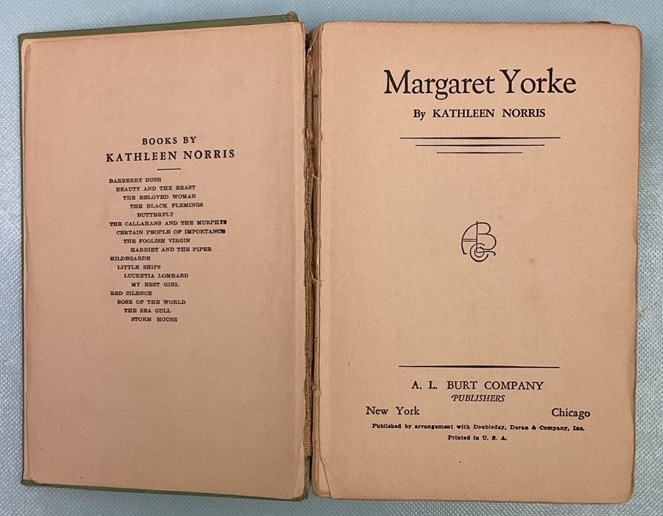 BOOKS BY
KATHLEEN NORRIS
BARBERRY BUSH
BEAUTY AND THE BEAST
THE BELOVED WOMAN
THE BLACK FLEMINGS
BUTTERFLY
THE CALLAHANS AND THE MURPHYS
CERTAIN PEOPLE OF IMPORTANCE
THE FOOLISH VIRGIN
HARRIET AND THE PIPER
HILDEGARDE
LITTLE SHIPS
LUCRETIA LOMBARD
MY BEST GIRL
RED SILENCE
ROSE OF THE WORLD
THE SEA GULL
STORM HOUSE
Margaret Yorke
By KATHLEEN NORRIS
A. L. BURT COMPANY
PUBLISHERS
New York Chicago
Published by arrangement with Doubleday, Doran & Company, Inc.
Printed in U. S. A.